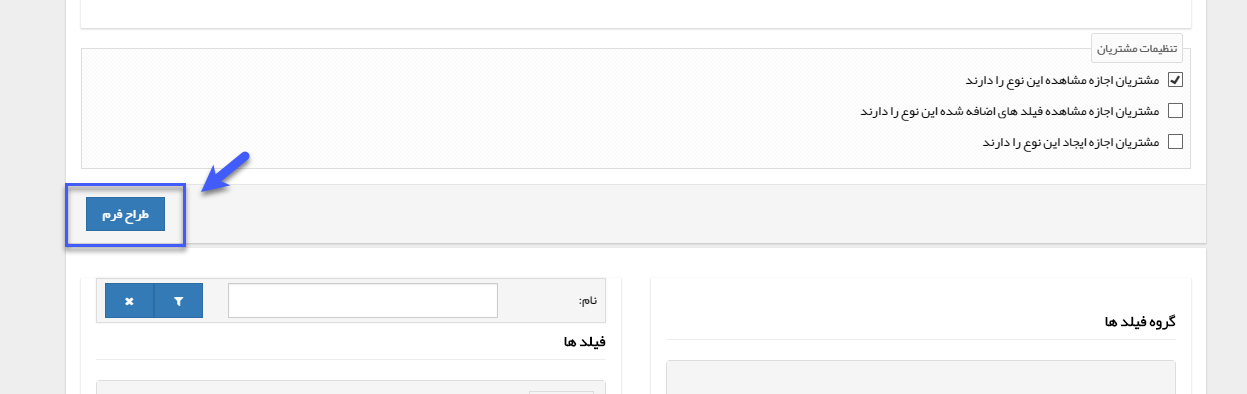 تنظیمات مشتریان
مشتریان اجازه مشاهده این نوع را دارند
مشتریان اجازه مشاهده فیلد های اضافه شده این نوع را دارند
مشتریان اجازه ایجاد این نوع را دارند
طراح فرم
نام:
گروه فیلد ها
فیلد ها